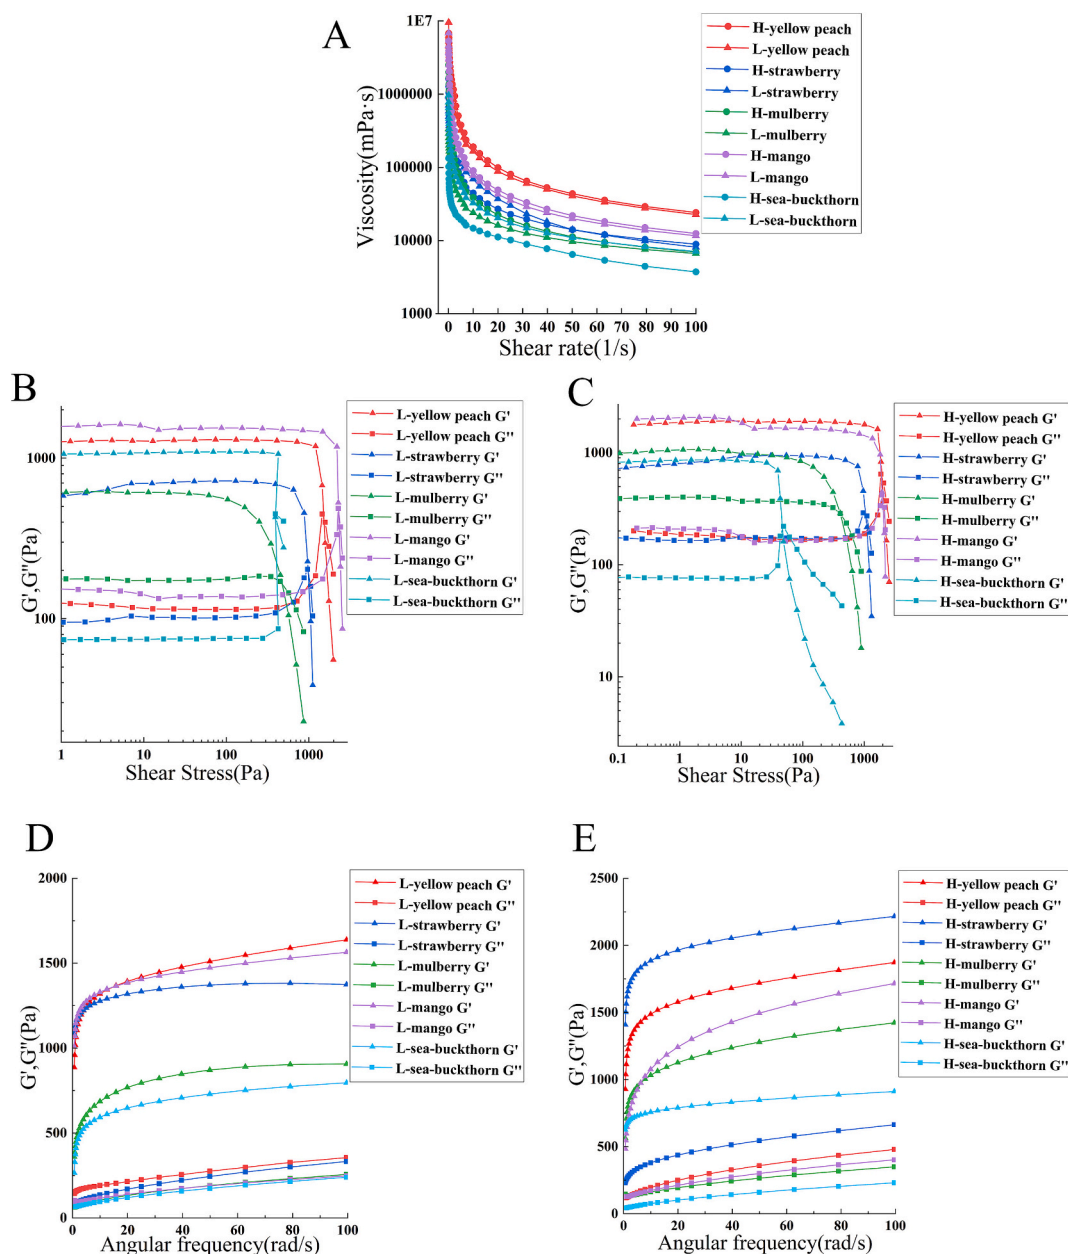 A
Viscosity(mPa·s)
1E7
1000000
100000
10000
1000
0 10 20 30 40 50 60 70 80 90 100
Shear rate(1/s)
H-yellow peach
L-yellow peach
H-strawberry
L-strawberry
H-mulberry
L-mulberry
H-mango
L-mango
H-sea-buckthorn
L-sea-buckthorn
B
G',G''(Pa)
1000
100
1 10 100 1000
Shear Stress(Pa)
L-yellow peach G'
L-yellow peach G''
L-strawberry G'
L-strawberry G''
L-mulberry G'
L-mulberry G''
L-mango G'
L-mango G''
L-sea-buckthorn G'
L-sea-buckthorn G''
C
G',G''(Pa)
1000
100
10
0.1 1 10 100 1000
Shear Stress(Pa)
H-yellow peach G'
H-yellow peach G''
H-strawberry G'
H-strawberry G''
H-mulberry G'
H-mulberry G''
H-mango G'
H-mango G''
H-sea-buckthorn G'
H-sea-buckthorn G''
D
G',G''(Pa)
2000
1500
1000
500
0
0 20 40 60 80 100
Angular frequency(rad/s)
L-yellow peach G'
L-yellow peach G''
L-strawberry G'
L-strawberry G''
L-mulberry G'
L-mulberry G''
L-mango G'
L-mango G''
L-sea-buckthorn G'
L-sea-buckthorn G''
E
G',G''(Pa)
2500
2000
1500
1000
500
0
0 20 40 60 80 100
Angular frequency(rad/s)
H-yellow peach G'
H-yellow peach G''
H-strawberry G'
H-strawberry G''
H-mulberry G'
H-mulberry G''
H-mango G'
H-mango G''
H-sea-buckthorn G'
H-sea-buckthorn G''